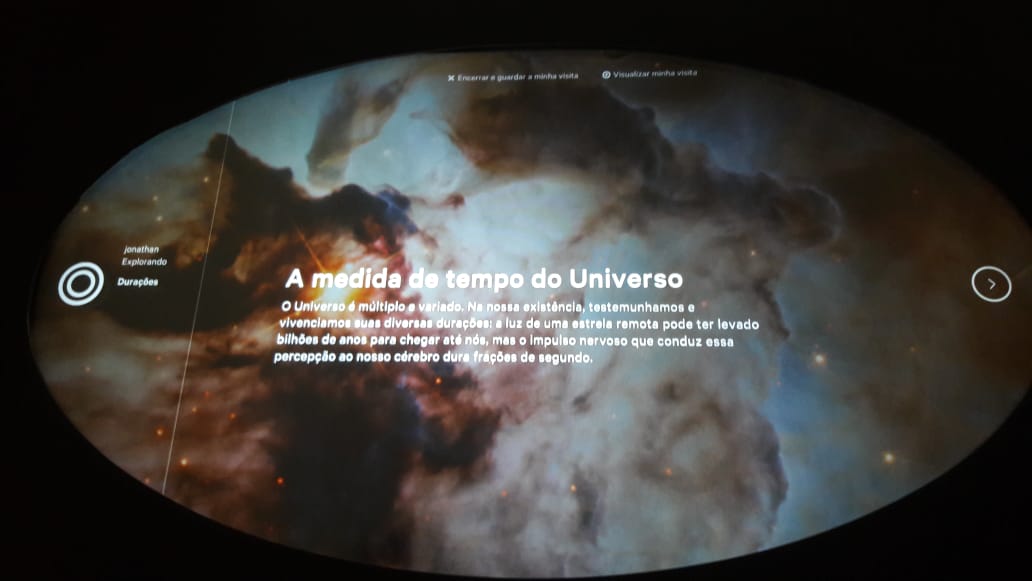 × Encerrar e guardar a minha visita
Visualizar minha visita
jonathan
Explorando
Durações
A medida de tempo do Universo
O Universo é múltiplo e variado. Na nossa existência, testemunhamos e
vivenciamos suas diversas durações: a luz de uma estrela remota pode ter levado
bilhões de anos para chegar até nós, mas o impulso nervoso que conduz essa
percepção ao nosso cérebro dura frações de segundo.